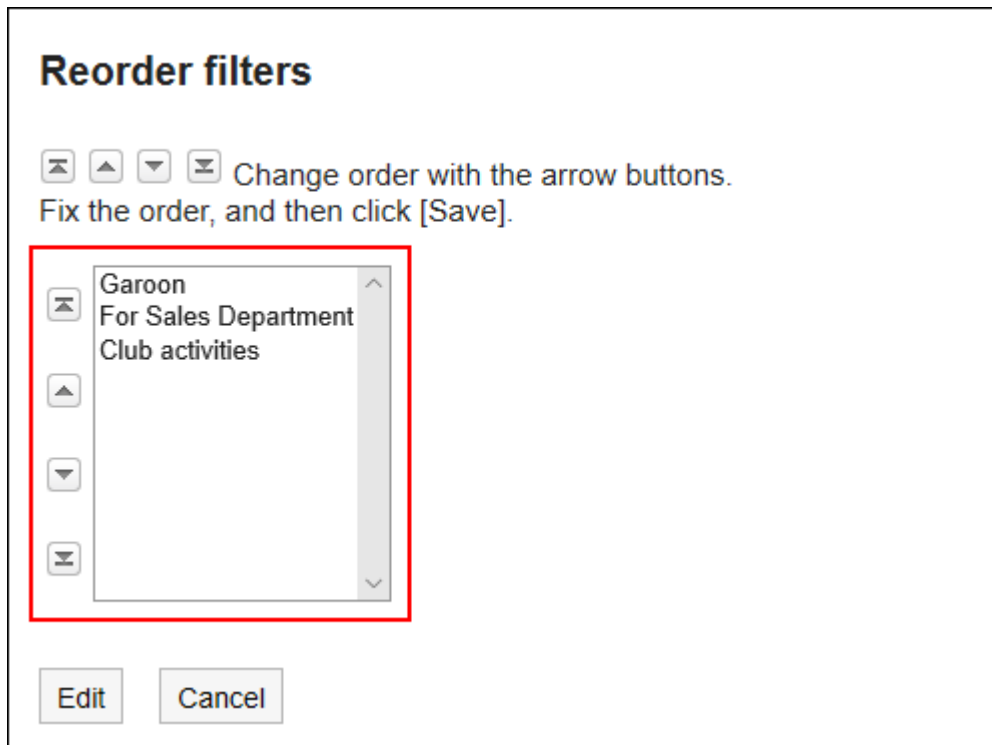 Reorder filters
Change order with the arrow buttons.
Fix the order, and then click [Save].
Garoon
For Sales Department
Club activities
Edit
Cancel